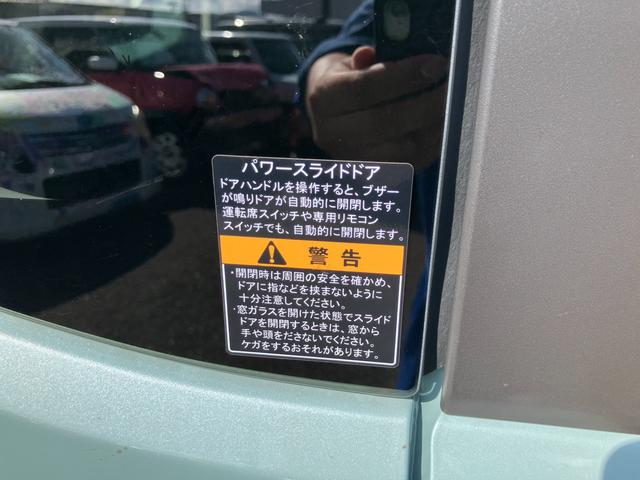 パワースライドドア
ドアハンドルを操作すると、ブザー
が鳴りドアが自動的に開閉します。
運転席スイッチや専用リモコン
スイッチでも、自動的に開閉します。
警告
・開閉時は周囲の安全を確かめ、
ドアに指などを挟まないように
十分注意してください。
・窓ガラスを開けた状態でスライド
ドアを開閉するときは、窓から
手や頭をださないでください。
ケガをするおそれがあります。